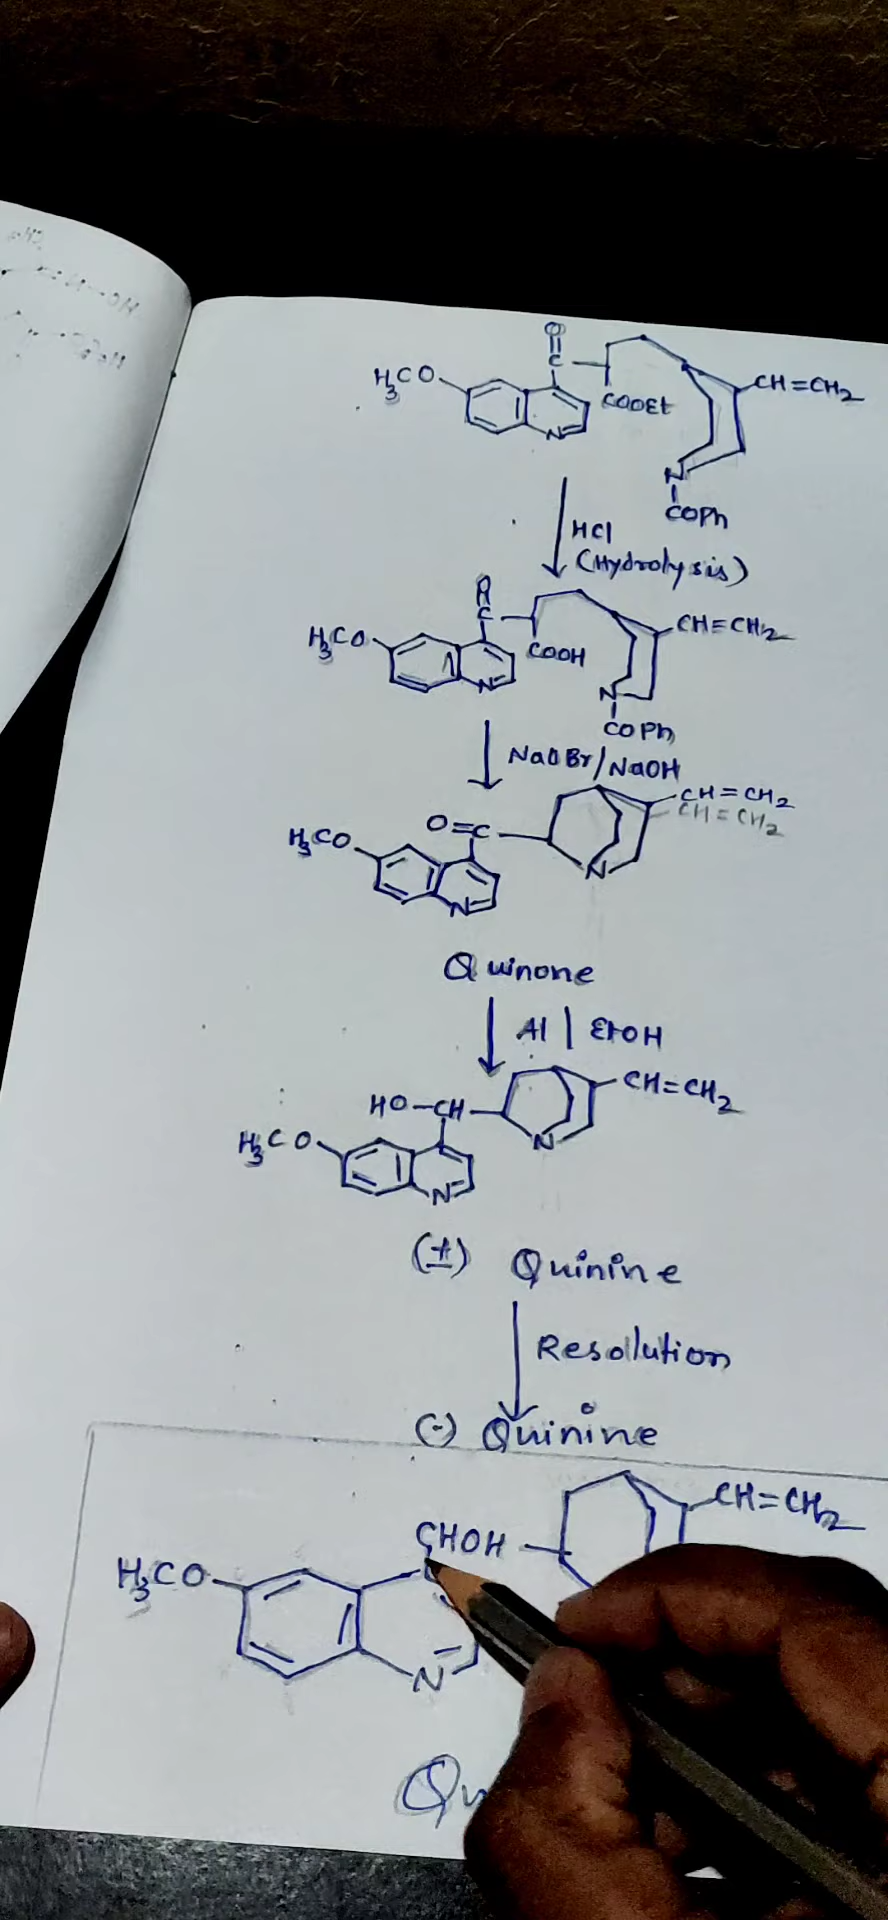 O
H3CO
C
CH=CH2
COOEt
N
N
COPh
HCl
(Hydrolysis)
C
CH=CH2
H3CO
COOH
N
N
COPh
NaOBr/NaOH
CH=CH2
CH=CH2
O=C
H3CO
N
N
Quinone
Al | EtOH
CH=CH2
HO-CH
H3CO
N
N
(±) Quinine
Resolution
(-) Quinine
CH=CH2
CHOH
H3CO
N